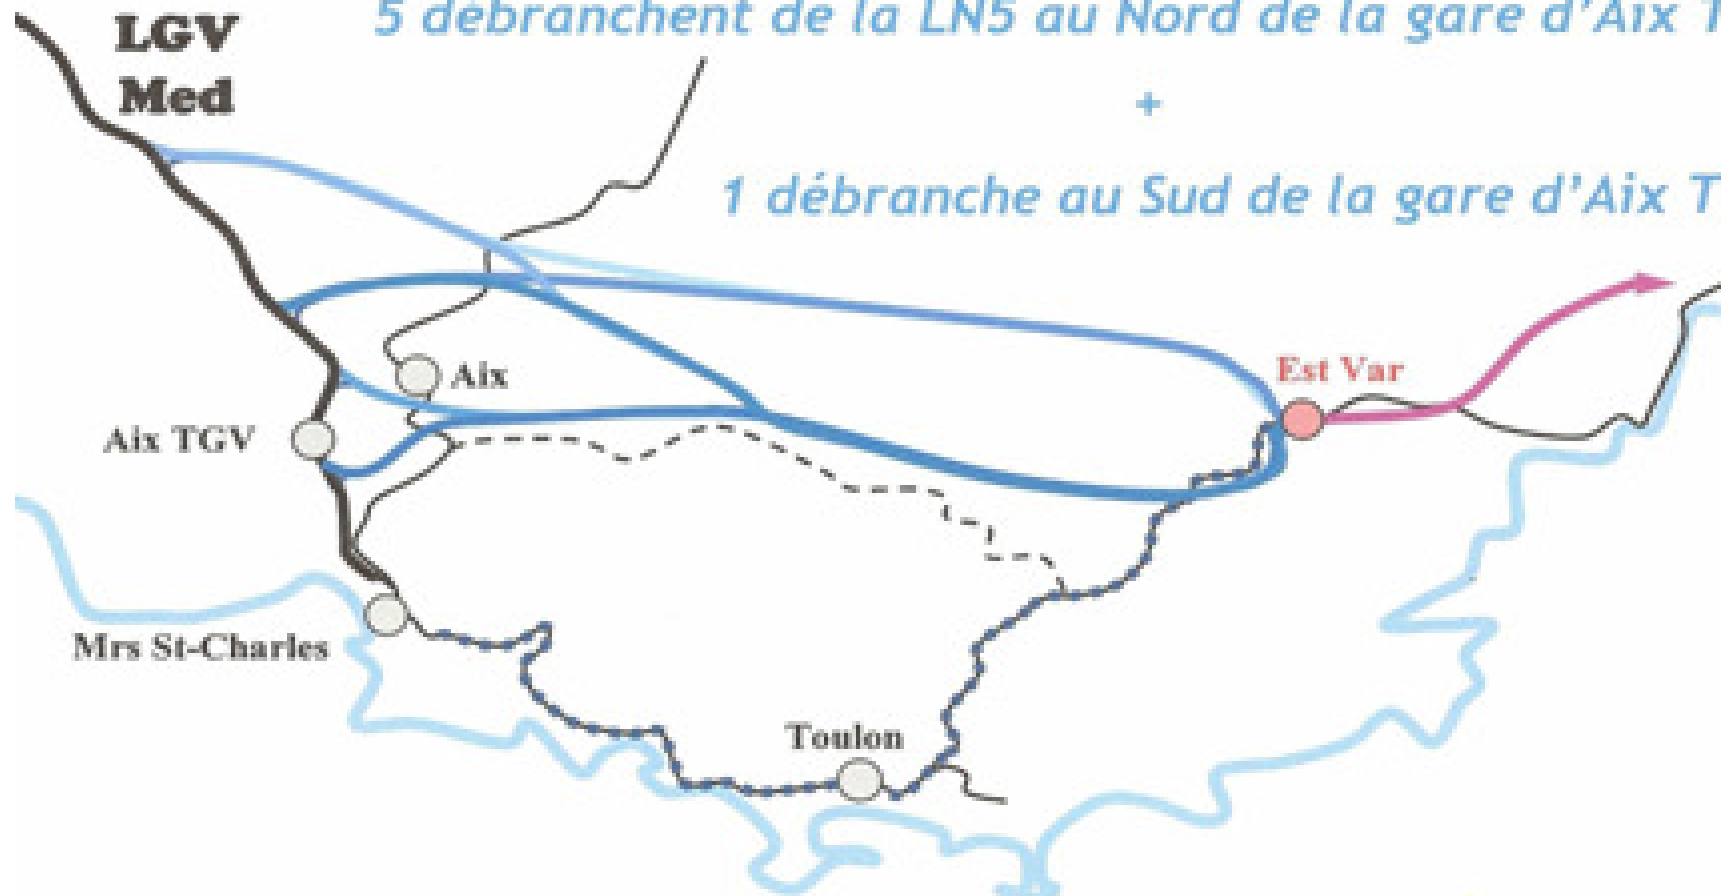 LGV
Med
5 débranchent de la LN5 au Nord de la gare d'Aix T
+
1 débranche au Sud de la gare d'Aix T
Est Var
Aix
Aix TGV
Mrs St-Charles
Toulon